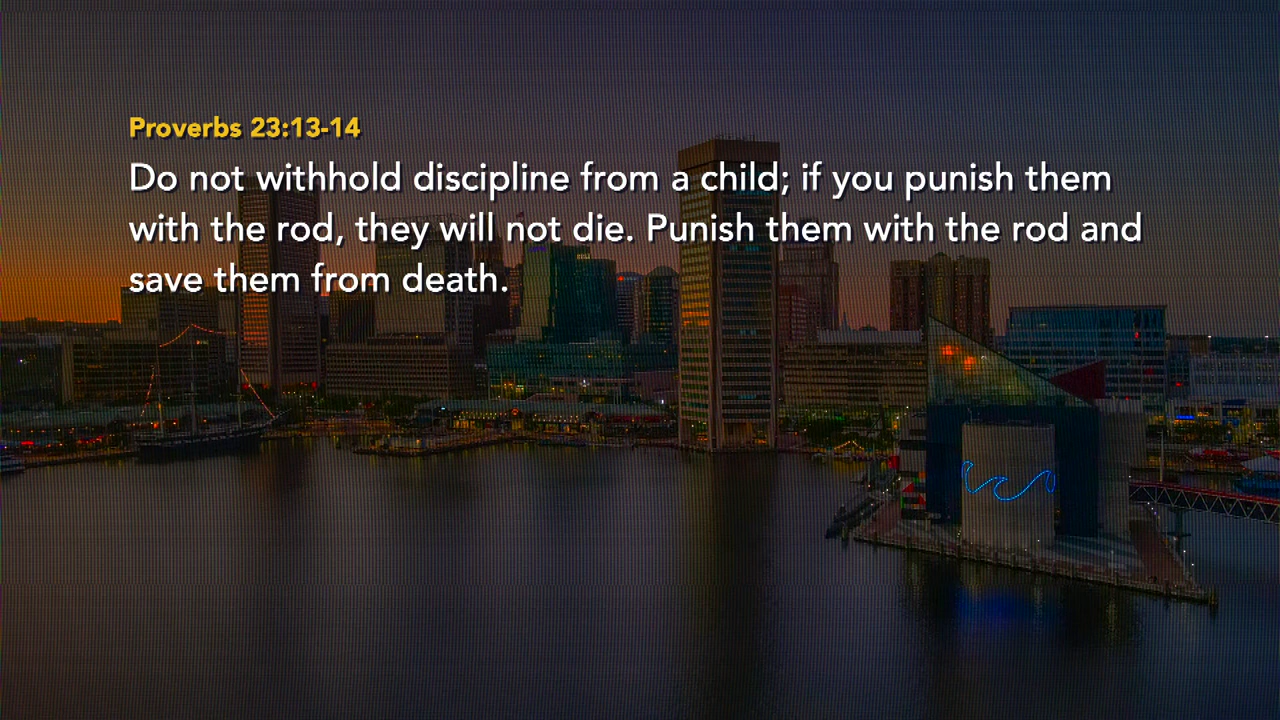 Proverbs 23:13-14
Do not withhold discipline from a child; if you punish them
with the rod, they will not die. Punish them with the rod and
save them from death.